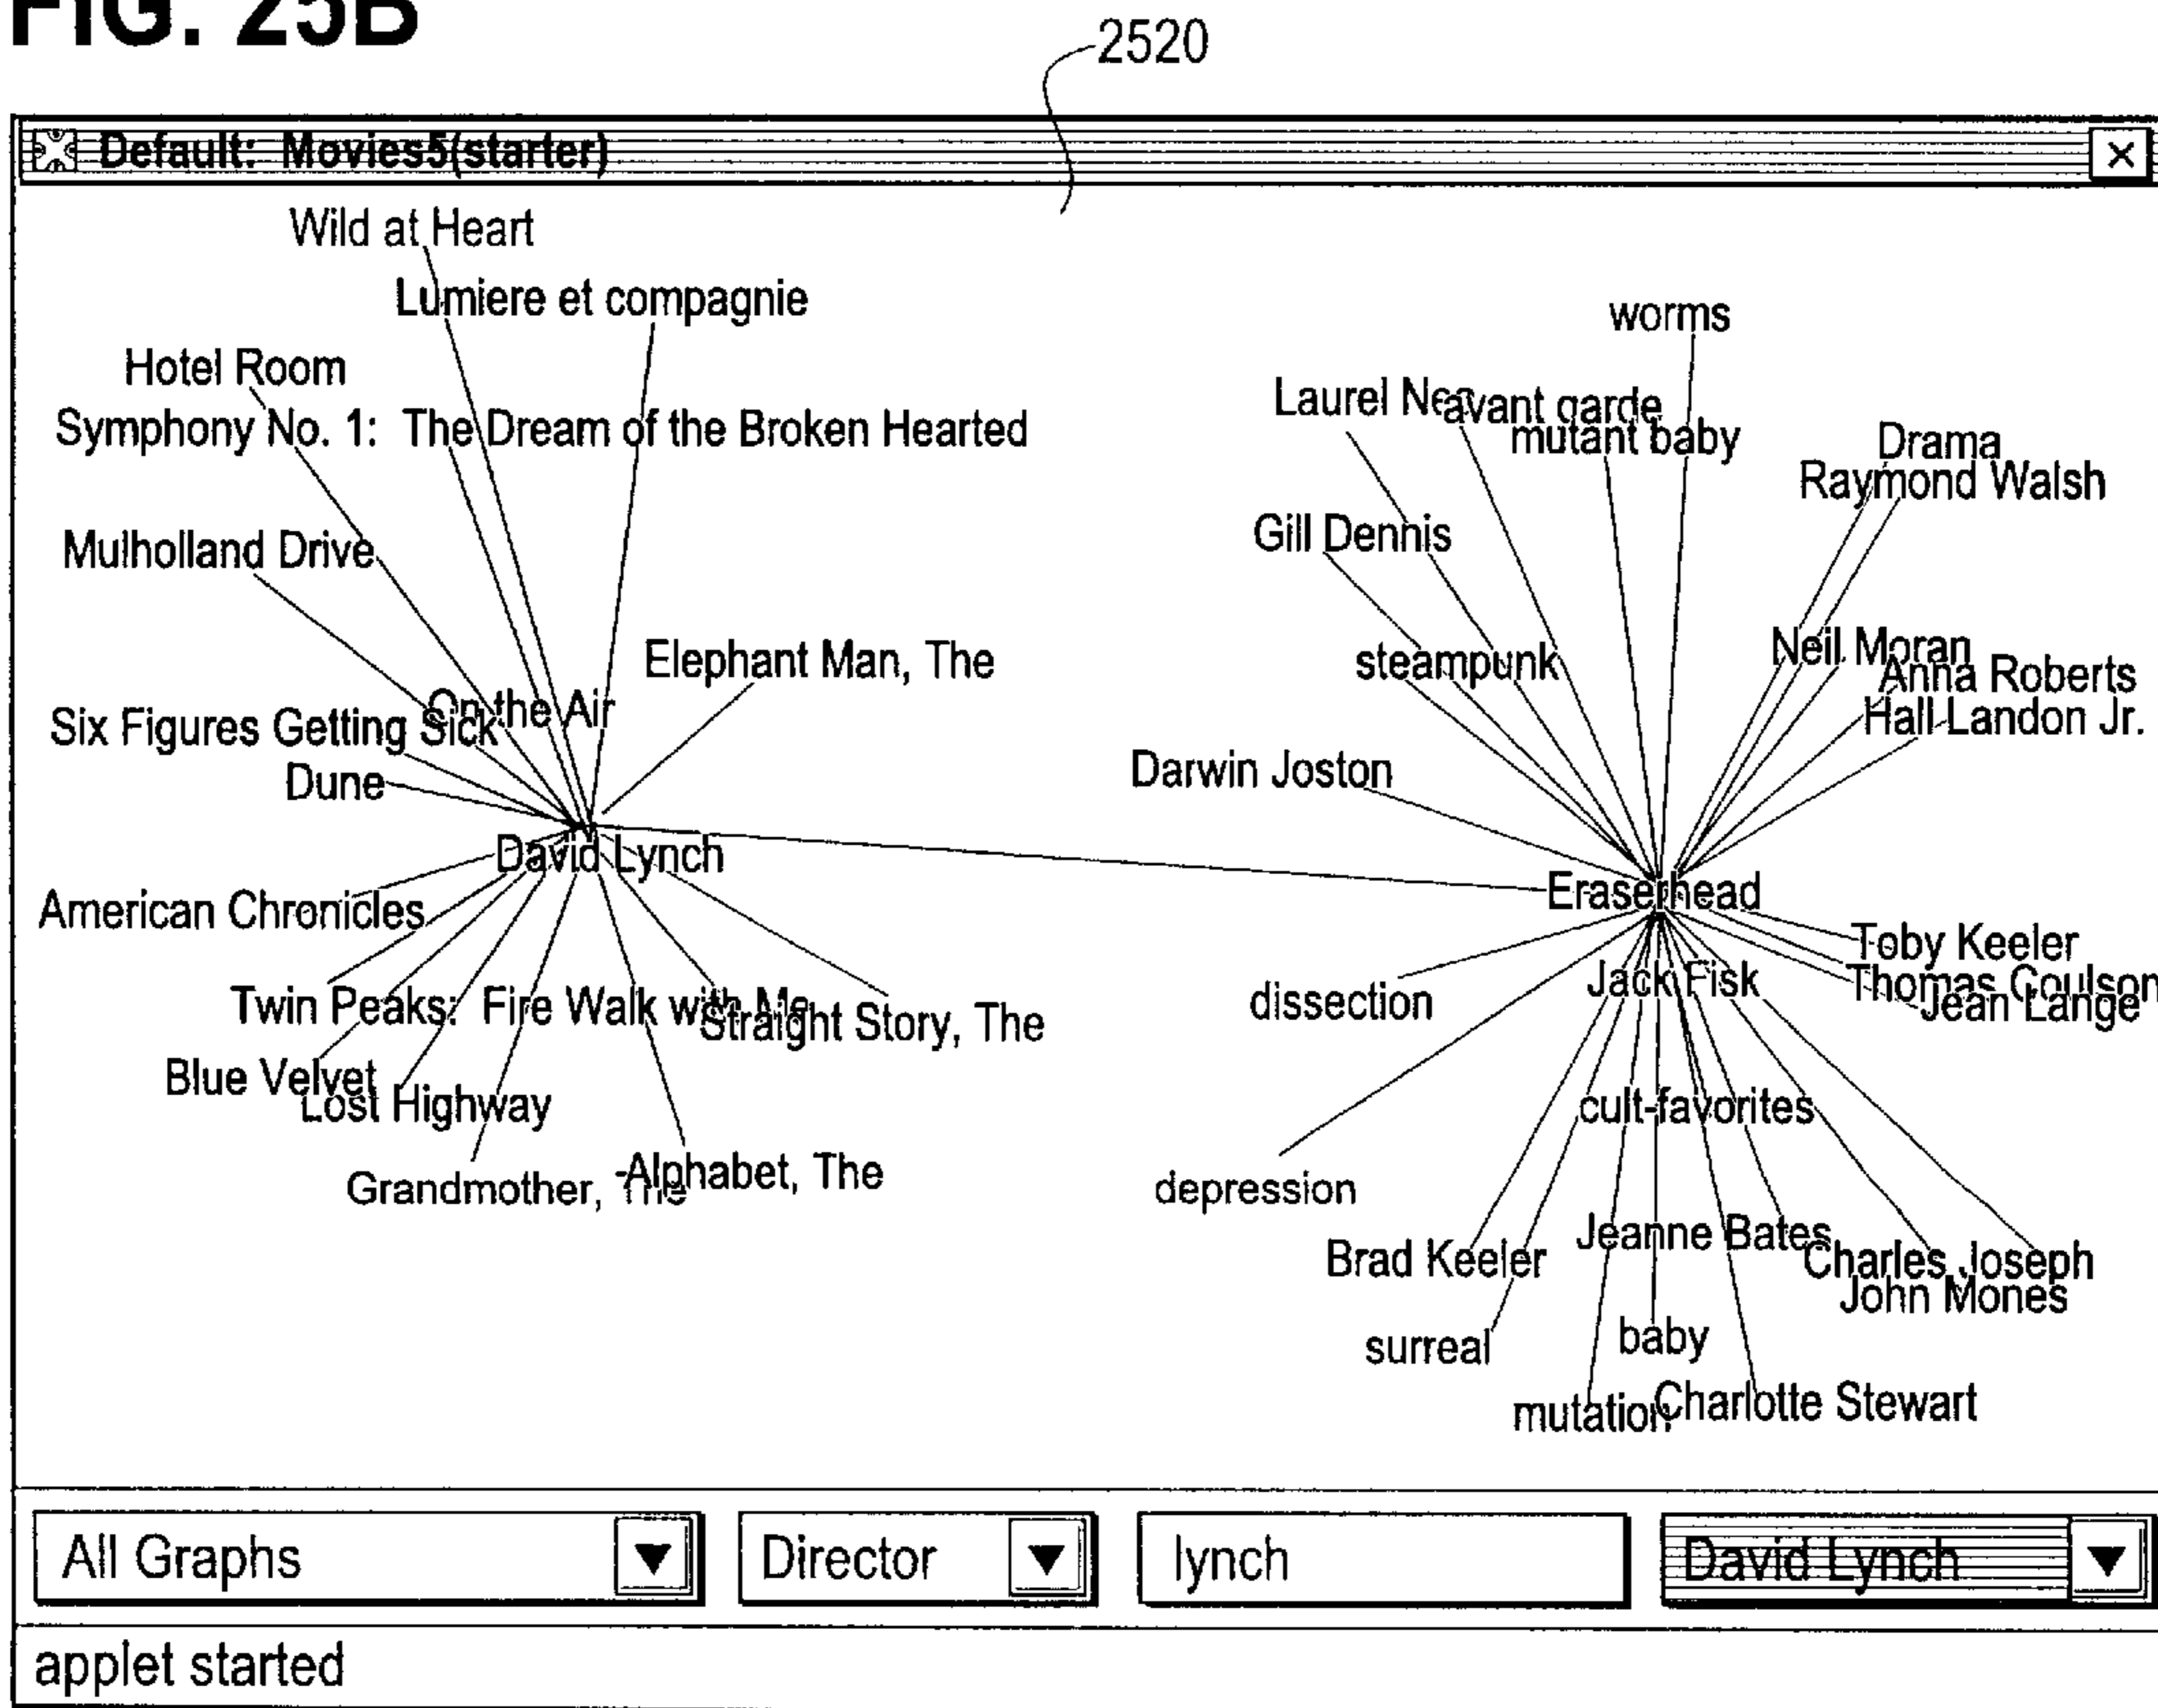 FIG. 25B
2520
Default: Movies5(starter)
Wild at Heart
Lumiere et compagnie
Hotel Room
Symphony No. 1: The Dream of the Broken Hearted
Mulholland Drive
Elephant Man, The
On the Air
Six Figures Getting Sick
Dune
David Lynch
American Chronicles
Twin Peaks: Fire Walk with Me
Straight Story, The
Blue Velvet
Lost Highway
Grandmother, The
Alphabet, The
worms
Laurel
avant garde
mutant baby
Drama
Raymond Walsh
Gill Dennis
steampunk
Neil Moran
Anna Roberts
Hall Landon Jr.
Darwin Joston
Eraserhead
Toby Keeler
Thomas Coulson
Jean Lange
Jack Fisk
dissection
cult-favorites
depression
Brad Keeler
Jeanne Bates
Charles Joseph
John Mones
surreal
baby
mutation
Charlotte Stewart
All Graphs
Director
lynch
David Lynch
applet started